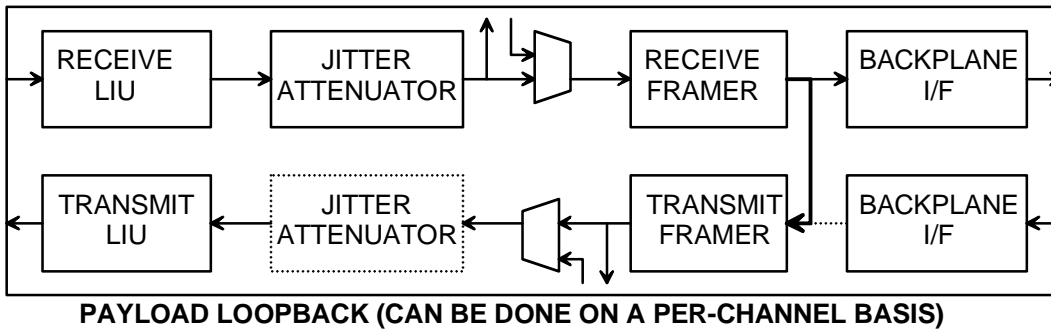 RECEIVE
LIU
JITTER
ATTENUATOR
RECEIVE
FRAMER
BACKPLANE
I/F
TRANSMIT
LIU
JITTER
ATTENUATOR
TRANSMIT
FRAMER
BACKPLANE
I/F
PAYLOAD LOOPBACK (CAN BE DONE ON A PER-CHANNEL BASIS)